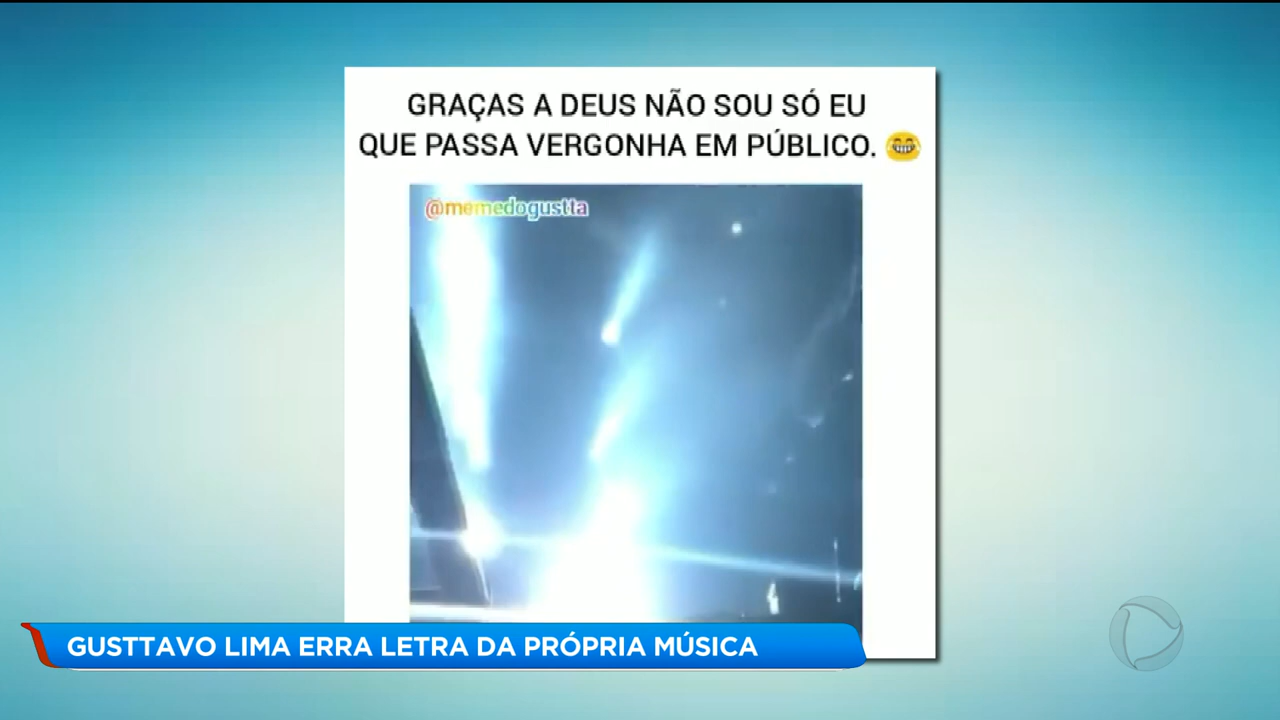 GRAÇAS A DEUS NÃO SOU SÓ EU
QUE PASSA VERGONHA EM PÚBLICO. 😁
@memedogustta
GUSTTAVO LIMA ERRA LETRA DA PRÓPRIA MÚSICA